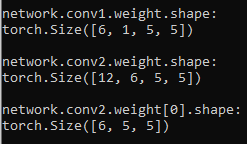 network.conv1.weight.shape:
torch.Size([6, 1, 5, 5])
network.conv2.weight.shape:
torch.Size([12, 6, 5, 5])
network.conv2.weight[0].shape:
torch.Size([6, 5, 5])